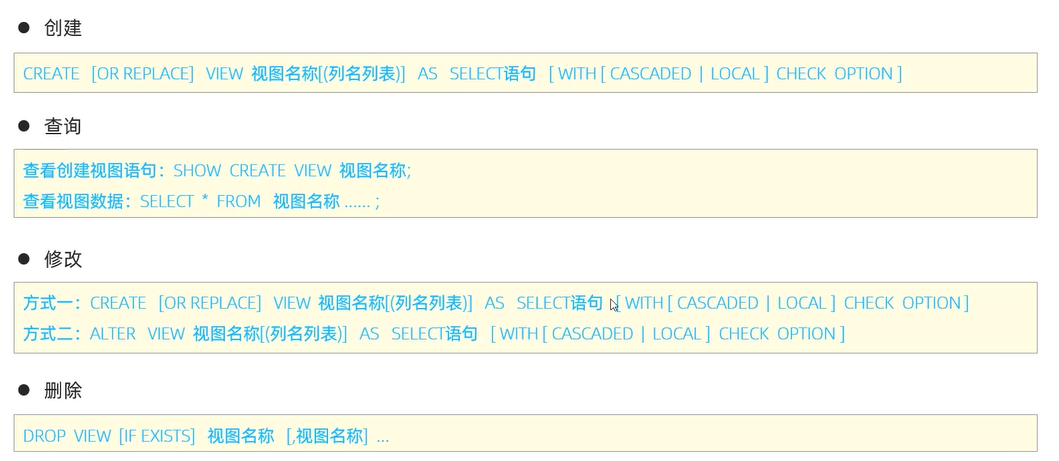 ● 创建
CREATE [OR REPLACE] VIEW 视图名称[(列名列表)] AS SELECT语句 [ WITH [ CASCADED | LOCAL ] CHECK OPTION ]
● 查询
查看创建视图语句：SHOW CREATE VIEW 视图名称;
查看视图数据：SELECT * FROM 视图名称 ...... ;
● 修改
方式一：CREATE [OR REPLACE] VIEW 视图名称[(列名列表)] AS SELECT语句 [ WITH [ CASCADED | LOCAL ] CHECK OPTION ]
方式二：ALTER VIEW 视图名称[(列名列表)] AS SELECT语句 [ WITH [ CASCADED | LOCAL ] CHECK OPTION ]
● 删除
DROP VIEW [IF EXISTS] 视图名称 [,视图名称] ...